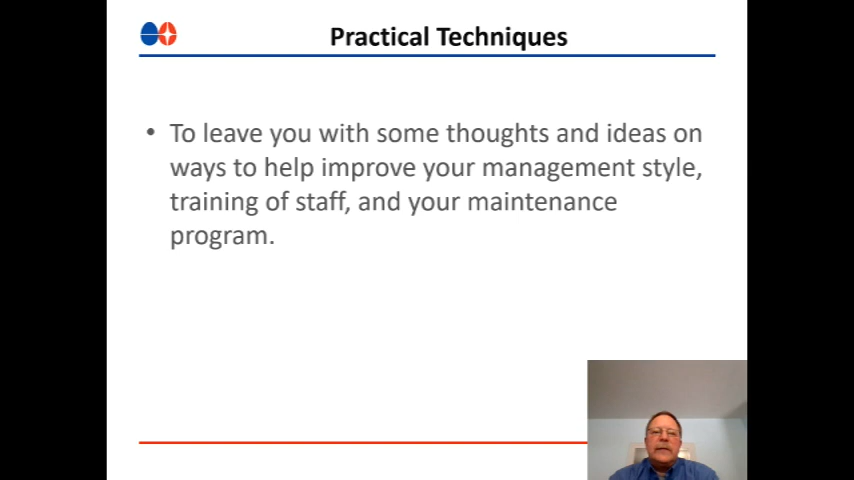 Practical Techniques
• To leave you with some thoughts and ideas on
ways to help improve your management style,
training of staff, and your maintenance
program.